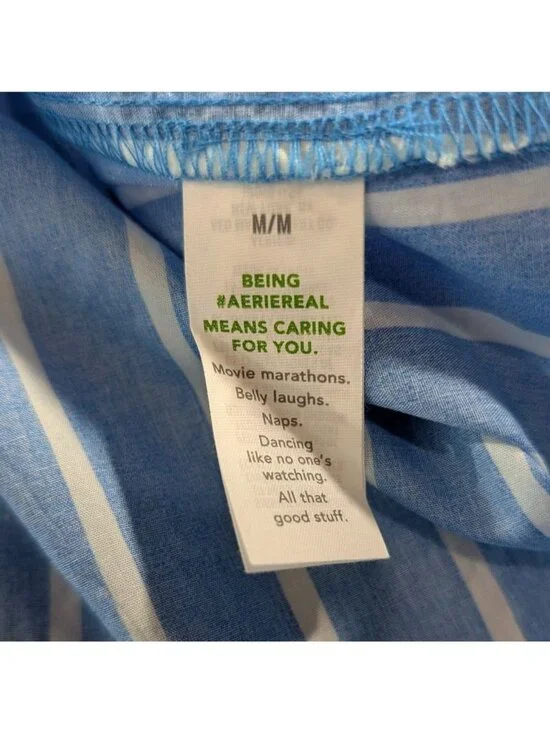 M/M
BEING
#AERIEREAL
MEANS CARING
FOR YOU.
Movie marathons.
Belly laughs.
Naps.
Dancing
like no one's
watching.
All that
good stuff.